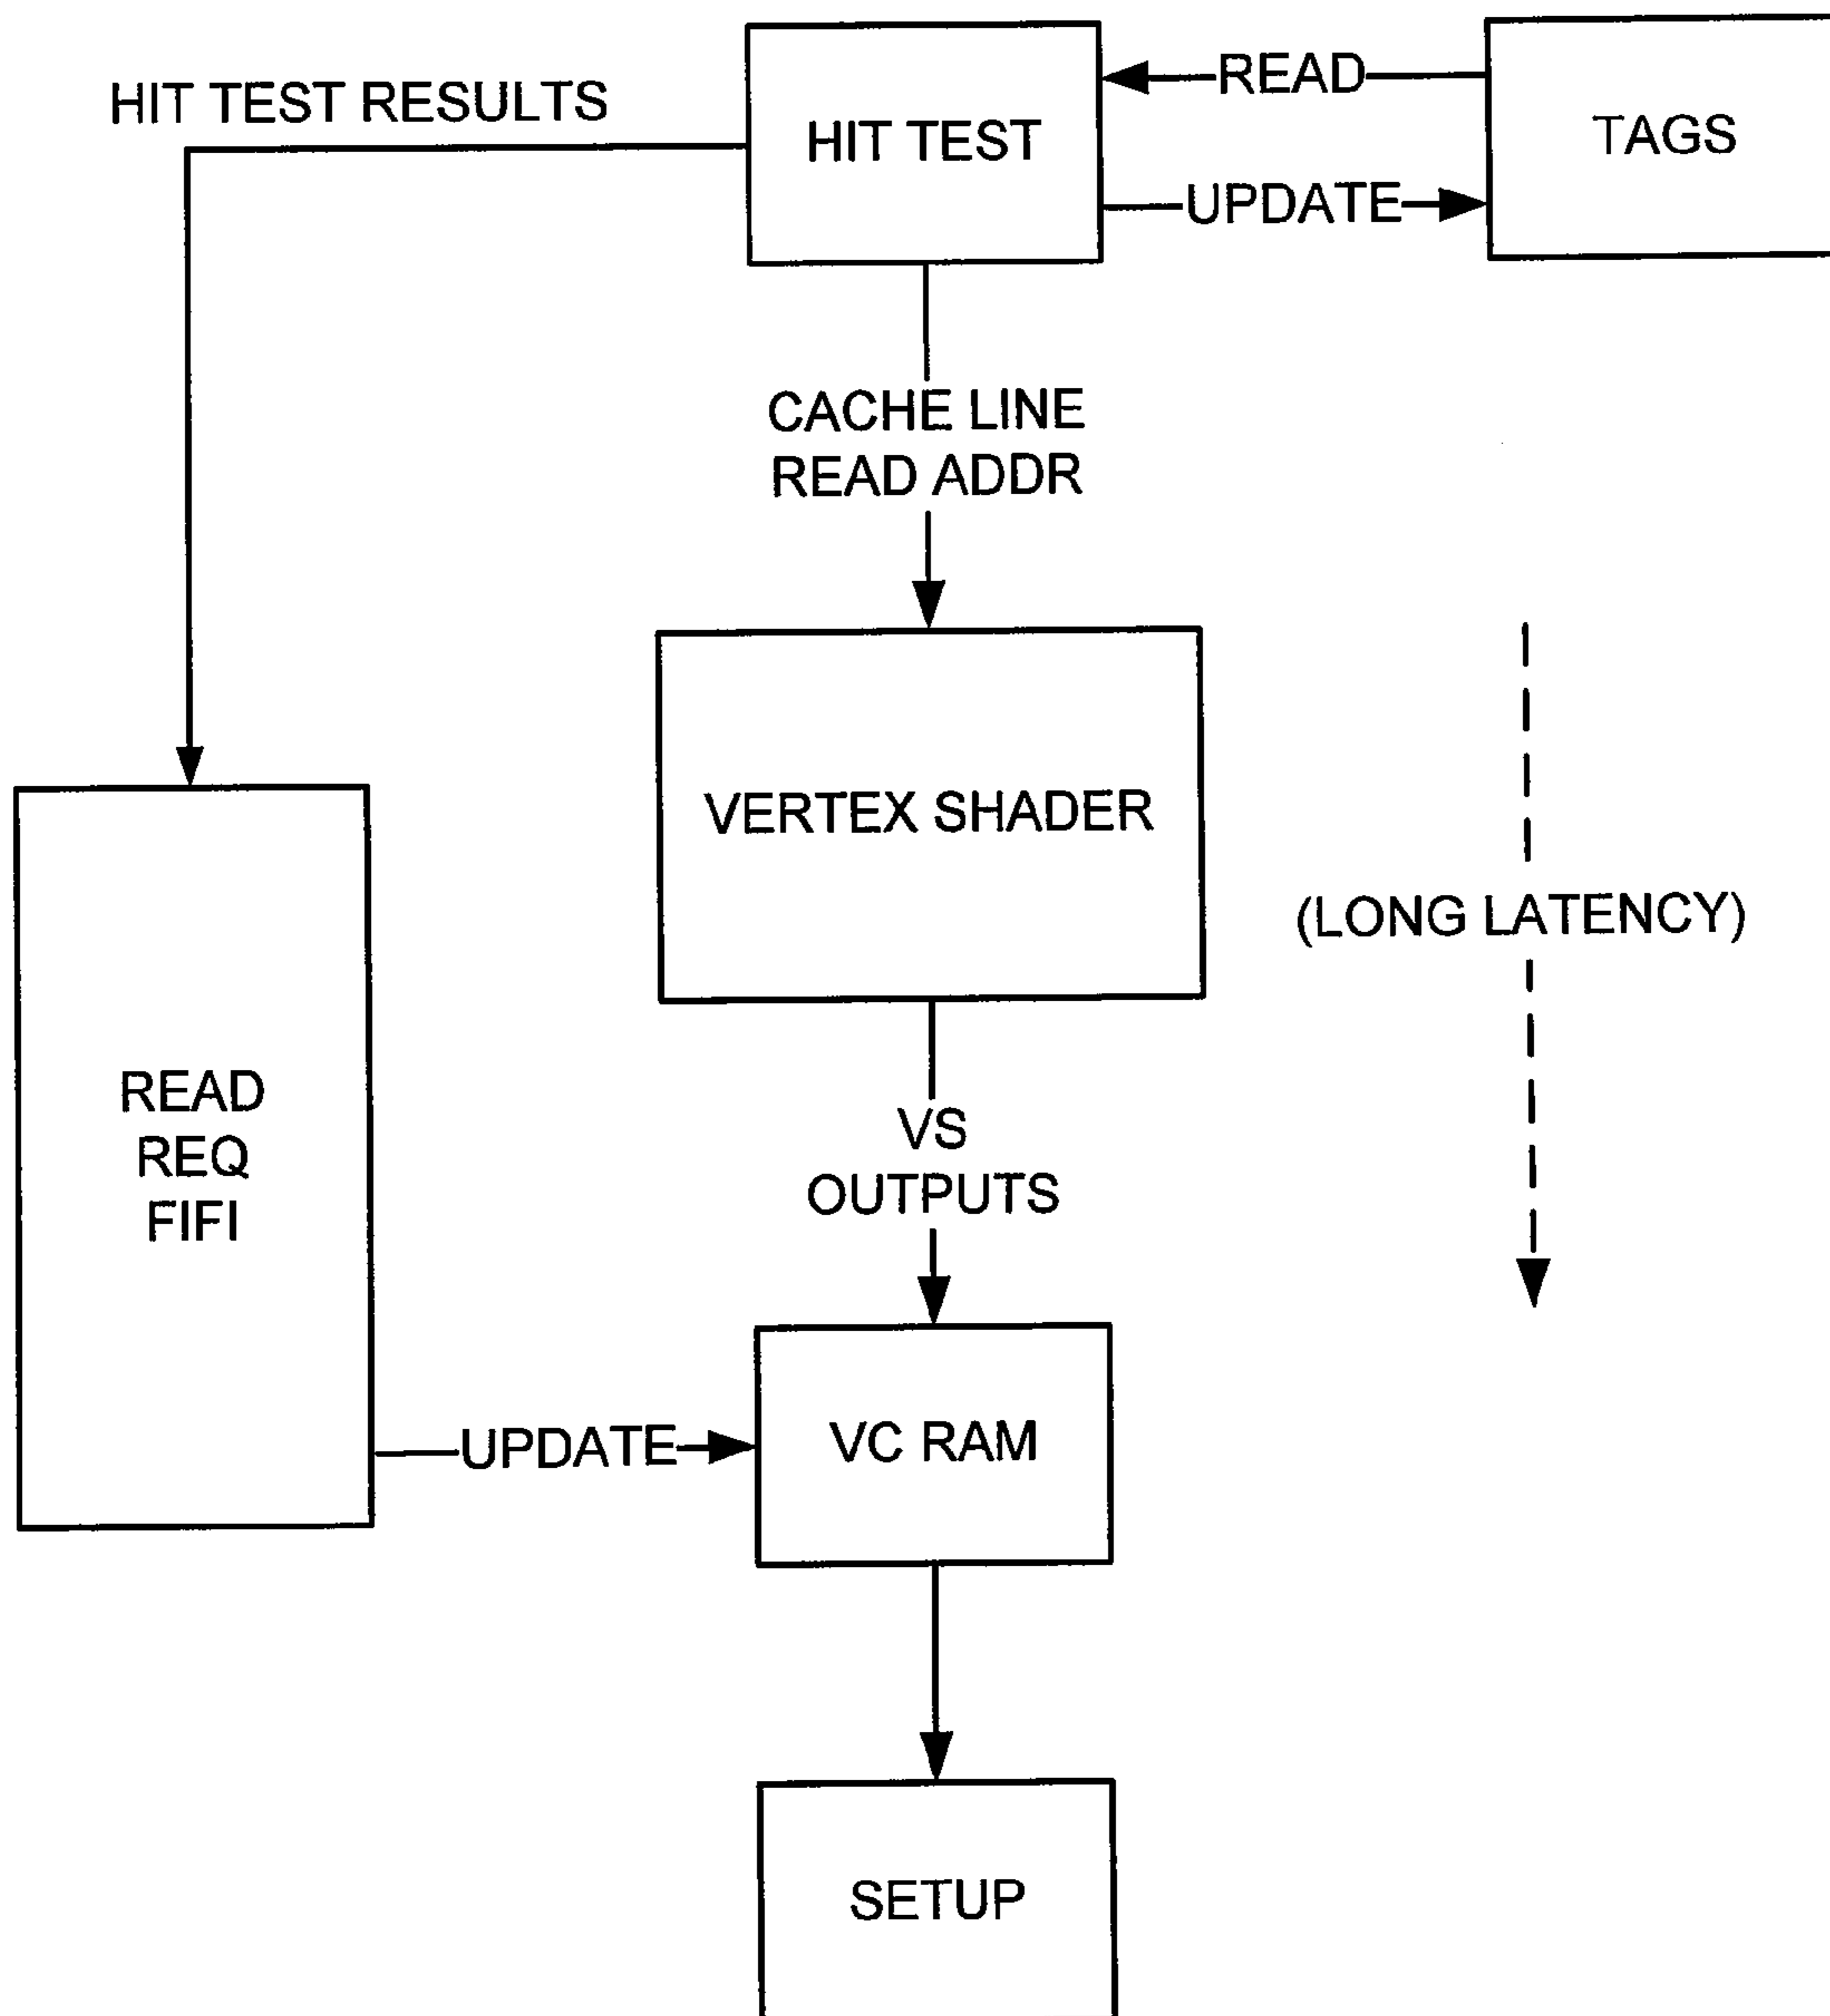 HIT TEST RESULTS
HIT TEST
READ
UPDATE
TAGS
CACHE LINE
READ ADDR
VERTEX SHADER
(LONG LATENCY)
READ
REQ
FIFI
VS
OUTPUTS
UPDATE
VC RAM
SETUP